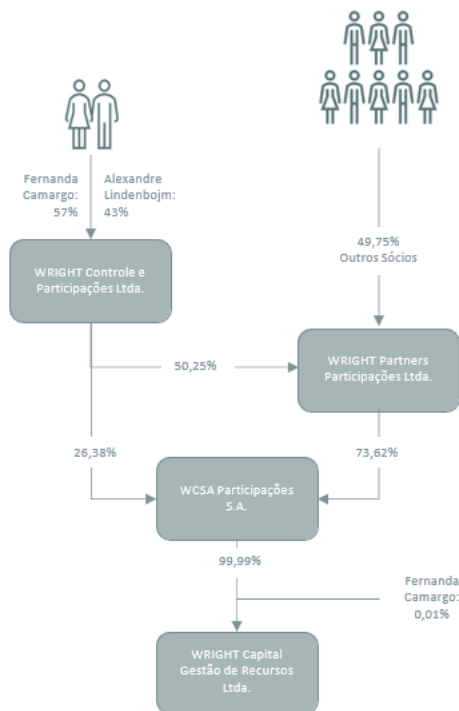 Fernanda
Camargo:
57%
Alexandre
Lindenbojm:
43%
49,75%
Outros Sócios
WRIGHT Controle e
Participações Ltda.
50,25%
WRIGHT Partners
Participações Ltda.
26,38%
73,62%
WCSA Participações
S.A.
99,99%
Fernanda
Camargo:
0,01%
WRIGHT Capital
Gestão de Recursos
Ltda.